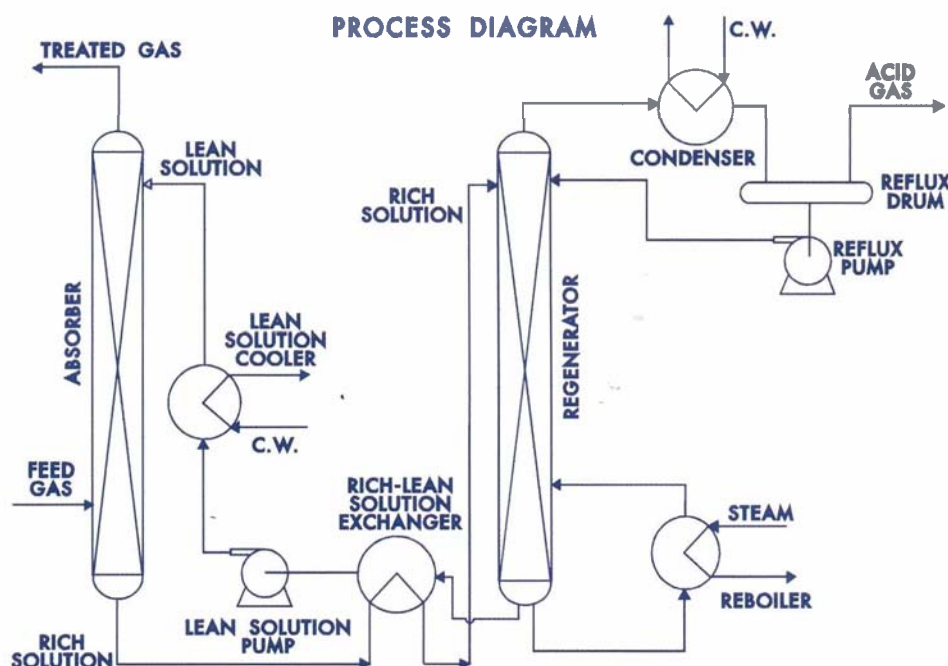 PROCESS DIAGRAM
TREATED GAS
C.W.
ACID
GAS
LEAN
SOLUTION
CONDENSER
RICH
SOLUTION
REFLUX
DRUM
REFLUX
PUMP
ABSORBER
REGENERATOR
LEAN
SOLUTION
COOLER
C.W.
FEED
GAS
RICH-LEAN
SOLUTION
EXCHANGER
STEAM
REBOILER
LEAN SOLUTION
PUMP
RICH
SOLUTION